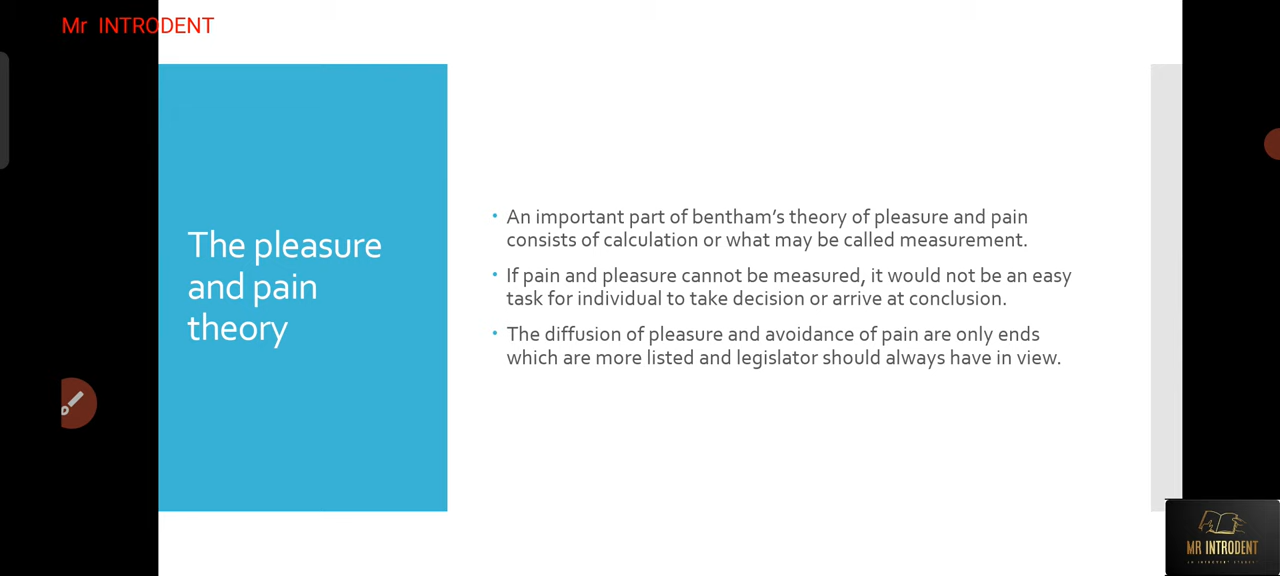 Mr INTRODENT
The pleasure
and pain
theory
• An important part of bentham's theory of pleasure and pain
consists of calculation or what may be called measurement.
• If pain and pleasure cannot be measured, it would not be an easy
task for individual to take decision or arrive at conclusion.
• The diffusion of pleasure and avoidance of pain are only ends
which are more listed and legislator should always have in view.
MR INTRODENT